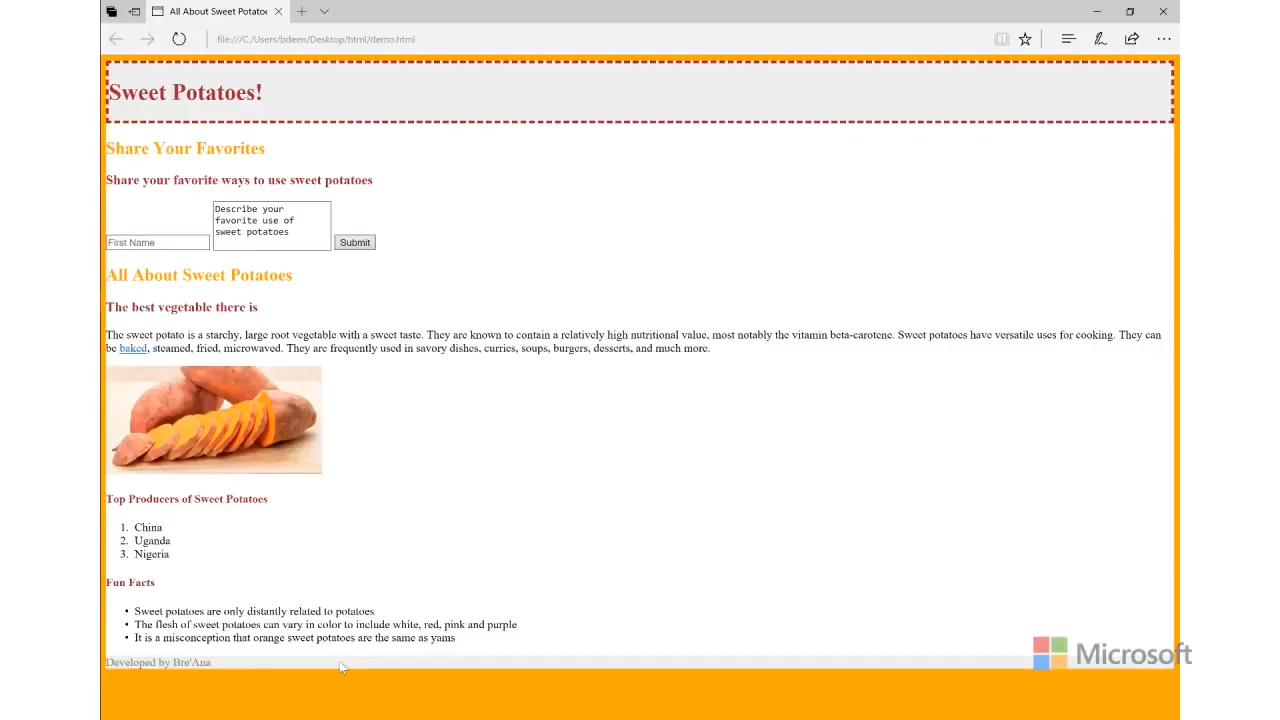 All About Sweet Potatoe
file:///C:/Users/bdeen/Desktop/html/demo.html
Sweet Potatoes!
Share Your Favorites
Share your favorite ways to use sweet potatoes
Describe your
favorite use of
sweet potatoes
First Name
Submit
All About Sweet Potatoes
The best vegetable there is
The sweet potato is a starchy, large root vegetable with a sweet taste. They are known to contain a relatively high nutritional value, most notably the vitamin beta-carotene. Sweet potatoes have versatile uses for cooking. They can
be baked, steamed, fried, microwaved. They are frequently used in savory dishes, curries, soups, burgers, desserts, and much more.
Top Producers of Sweet Potatoes
1. China
2. Uganda
3. Nigeria
Fun Facts
• Sweet potatoes are only distantly related to potatoes
• The flesh of sweet potatoes can vary in color to include white, red, pink and purple
• It is a misconception that orange sweet potatoes are the same as yams
Developed by Bre'Ana
Microsoft